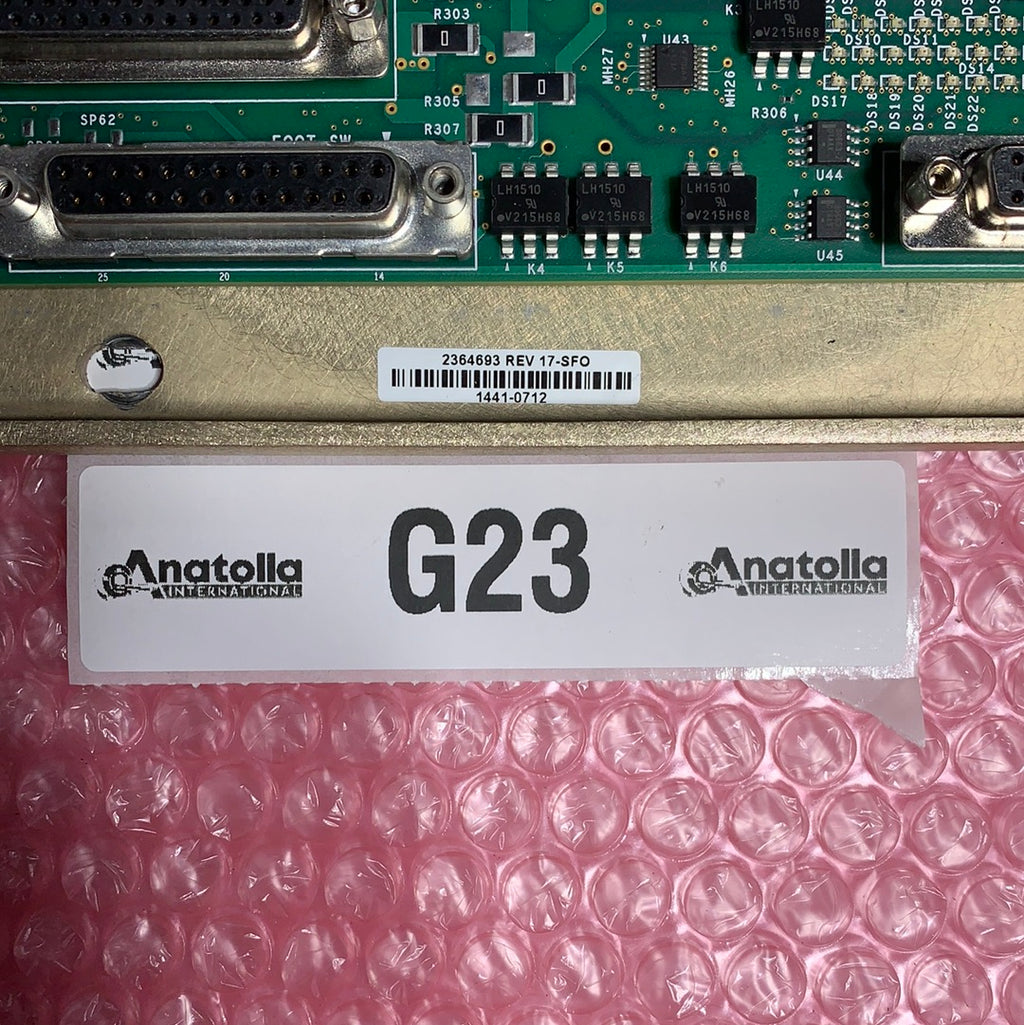 R303
R305
R307
SP62
FOOT SW
U43
MH27
MH26
K3
LH1510
V215H68
R306
DS10
DS11
DS14
DS17
DS18
DS19
DS20
DS21
DS22
U44
U45
LH1510
V215H68
K4
LH1510
V215H68
K5
LH1510
V215H68
K6
25
20
14
2364693 REV 17-SFO
1441-0712
Anatolla
INTERNATIONAL
G23
Anatolla
INTERNATIONAL